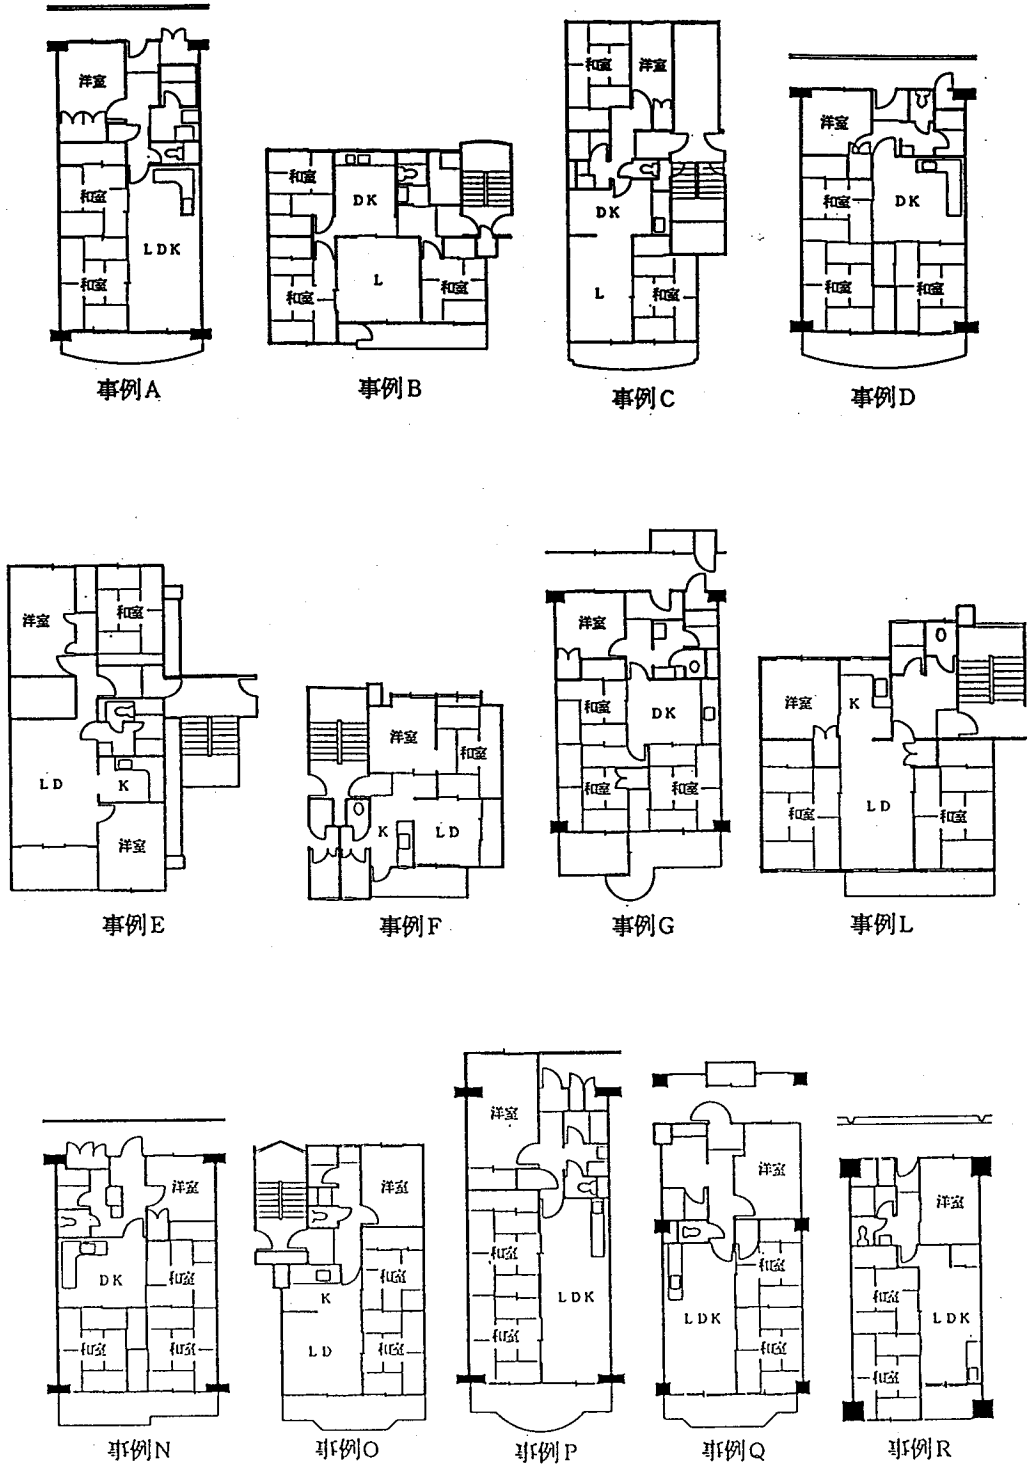 洋室
和室
LDK
和室
事例A
和室
DK
和室
L
和室
事例B
和室
洋室
DK
L
和室
事例C
洋室
和室
DK
和室
和室
事例D
洋室
和室
LD
K
洋室
事例E
洋室
和室
K
LD
事例F
洋室
和室
DK
和室
和室
事例G
洋室
K
和室
LD
和室
事例L
洋室
DK
和室
和室
和室
事例N
洋室
和室
K
LD
和室
事例O
洋室
和室
LDK
和室
事例P
洋室
和室
LDK
和室
事例Q
洋室
和室
LDK
和室
事例R